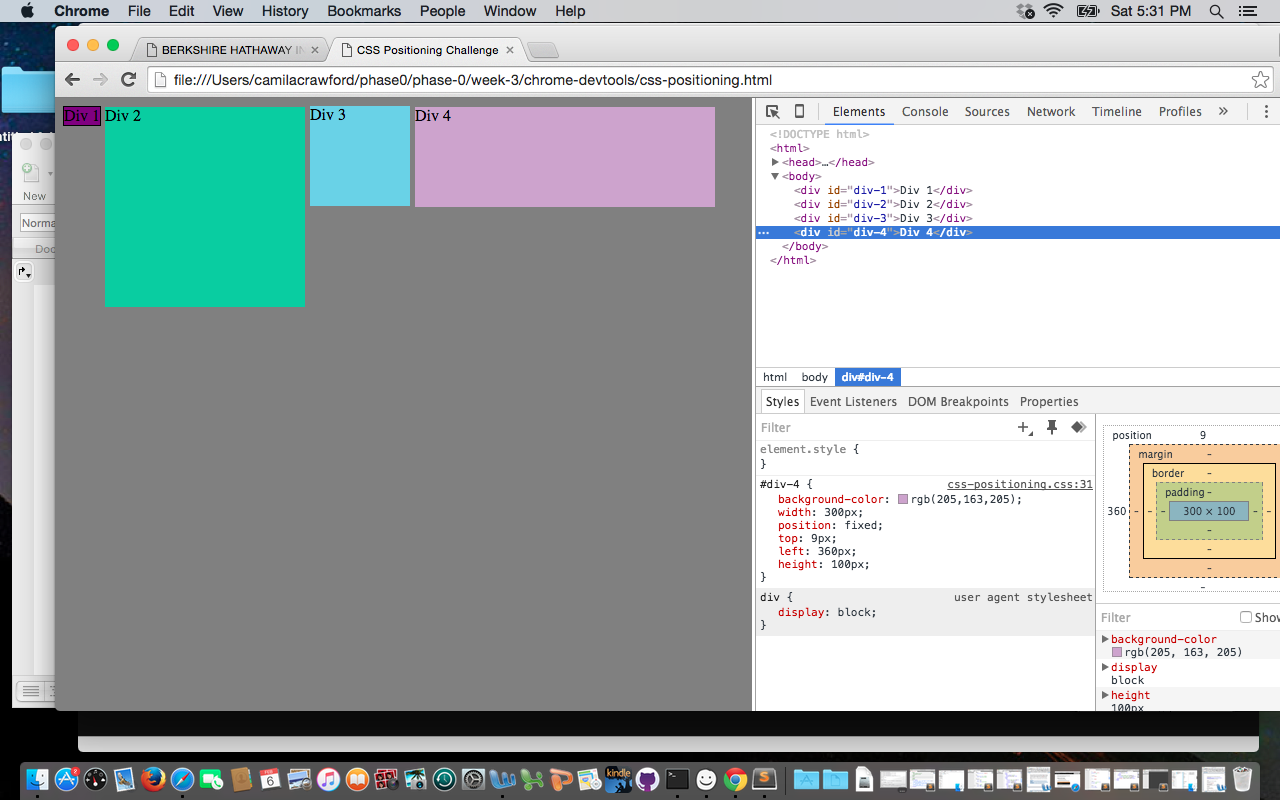 Chrome File Edit View History Bookmarks People Window Help Sat 5:31 PM
BERKSHIRE HATHAWAY IN
CSS Positioning Challenge
file:///Users/camilacrawford/phase0/phase-0/week-3/chrome-devtools/css-positioning.html
New
Norma
Doc
Div 1
Div 2
Div 3
Div 4
Elements Console Sources Network Timeline Profiles »
<!DOCTYPE html>
<html>
<head>…</head>
<body>
<div id="div-1">Div 1</div>
<div id="div-2">Div 2</div>
<div id="div-3">Div 3</div>
<div id="div-4">Div 4</div>
</body>
</html>
html body div#div-4
Styles Event Listeners DOM Breakpoints Properties
Filter
element.style {
}
#div-4 { css-positioning.css:31
background-color: rgb(205,163,205);
width: 300px;
position: fixed;
top: 9px;
left: 360px;
height: 100px;
}
div { user agent stylesheet
display: block;
}
position 9
margin -
border -
padding -
360 - - - 300 × 100 - -
-
-
-
-
Filter Show
background-color
rgb(205, 163, 205)
display
block
height
100px
FEB
6
kindle